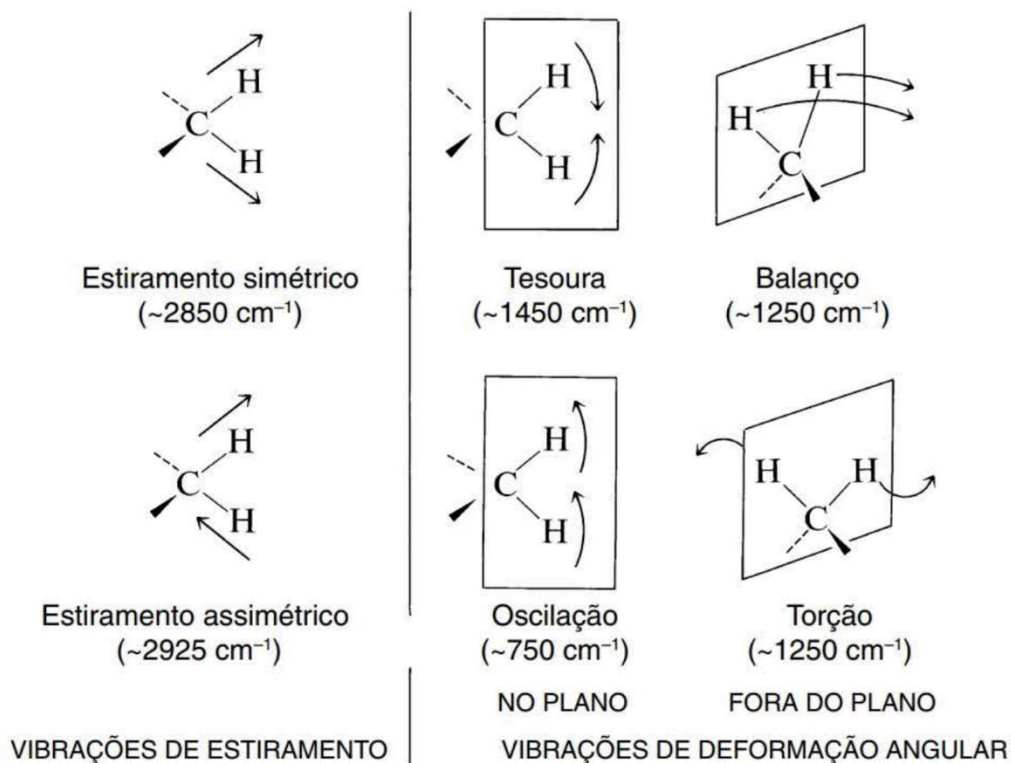 H
C
H
H
C
H
H
H
C
Estiramento simétrico
(~2850 cm⁻¹)
Tesoura
(~1450 cm⁻¹)
Balanço
(~1250 cm⁻¹)
H
C
H
H
C
H
H
H
C
Estiramento assimétrico
(~2925 cm⁻¹)
Oscilação
(~750 cm⁻¹)
Torção
(~1250 cm⁻¹)
NO PLANO
FORA DO PLANO
VIBRAÇÕES DE ESTIRAMENTO
VIBRAÇÕES DE DEFORMAÇÃO ANGULAR